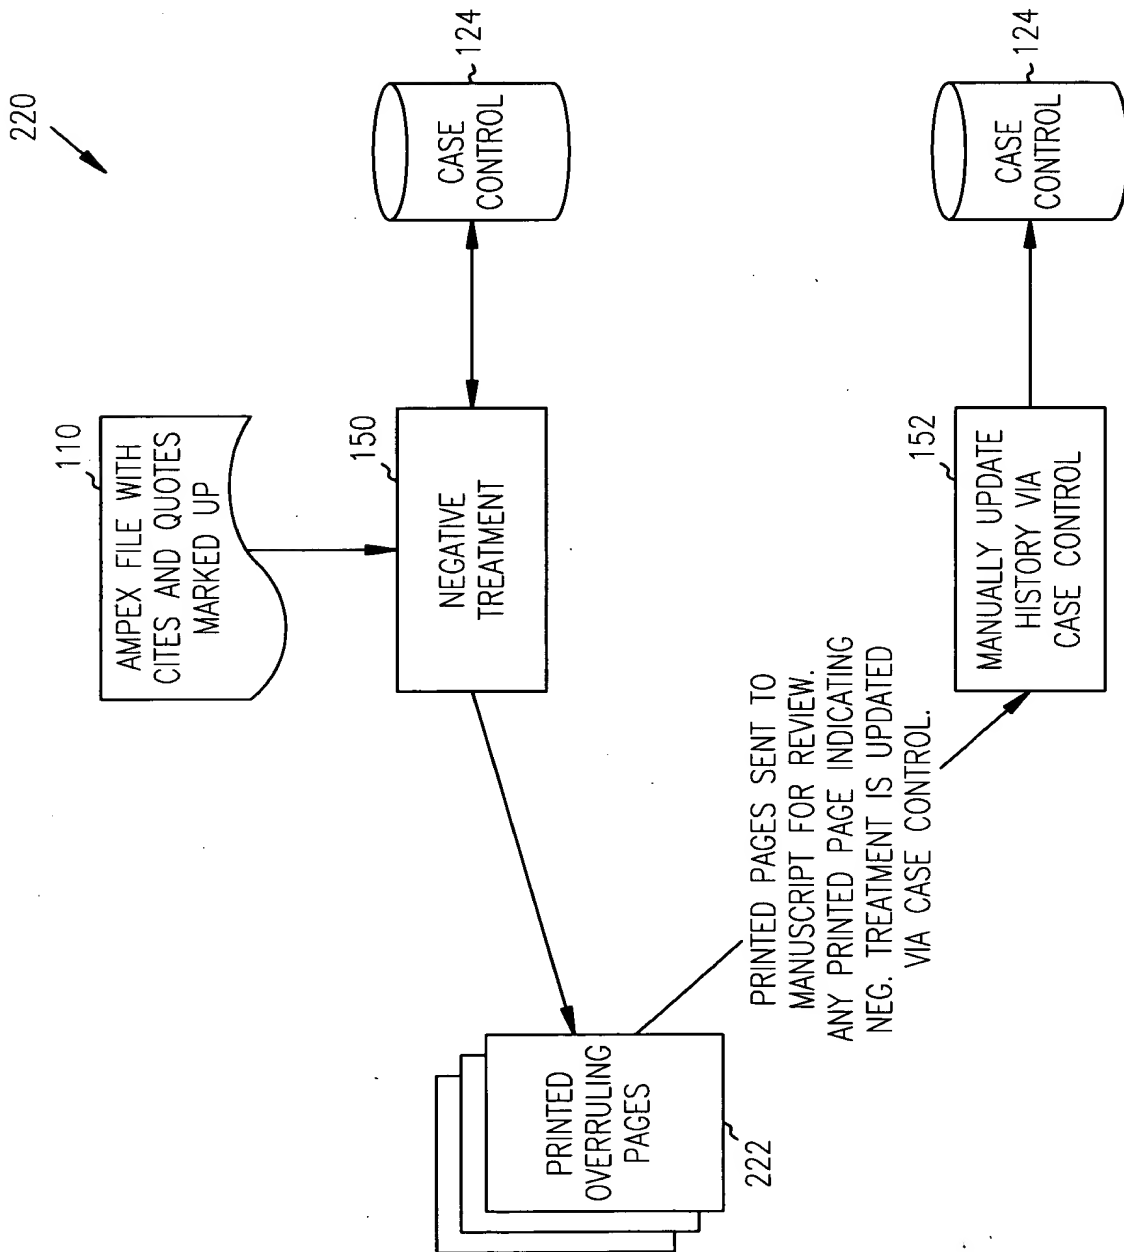 220
110
AMPEX FILE WITH
CITES AND QUOTES
MARKED UP
150
NEGATIVE
TREATMENT
124
CASE
CONTROL
PRINTED
OVERRULING
PAGES
222
PRINTED PAGES SENT TO
MANUSCRIPT FOR REVIEW.
ANY PRINTED PAGE INDICATING
NEG. TREATMENT IS UPDATED
VIA CASE CONTROL.
152
MANUALLY UPDATE
HISTORY VIA
CASE CONTROL
124
CASE
CONTROL